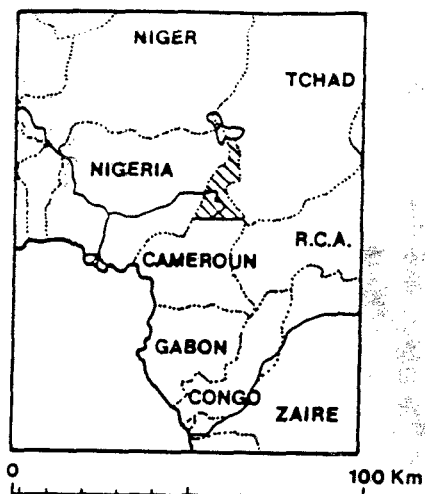 NIGER
TCHAD
NIGERIA
R.C.A.
CAMEROUN
GABON
CONGO
ZAIRE
0 100 Km